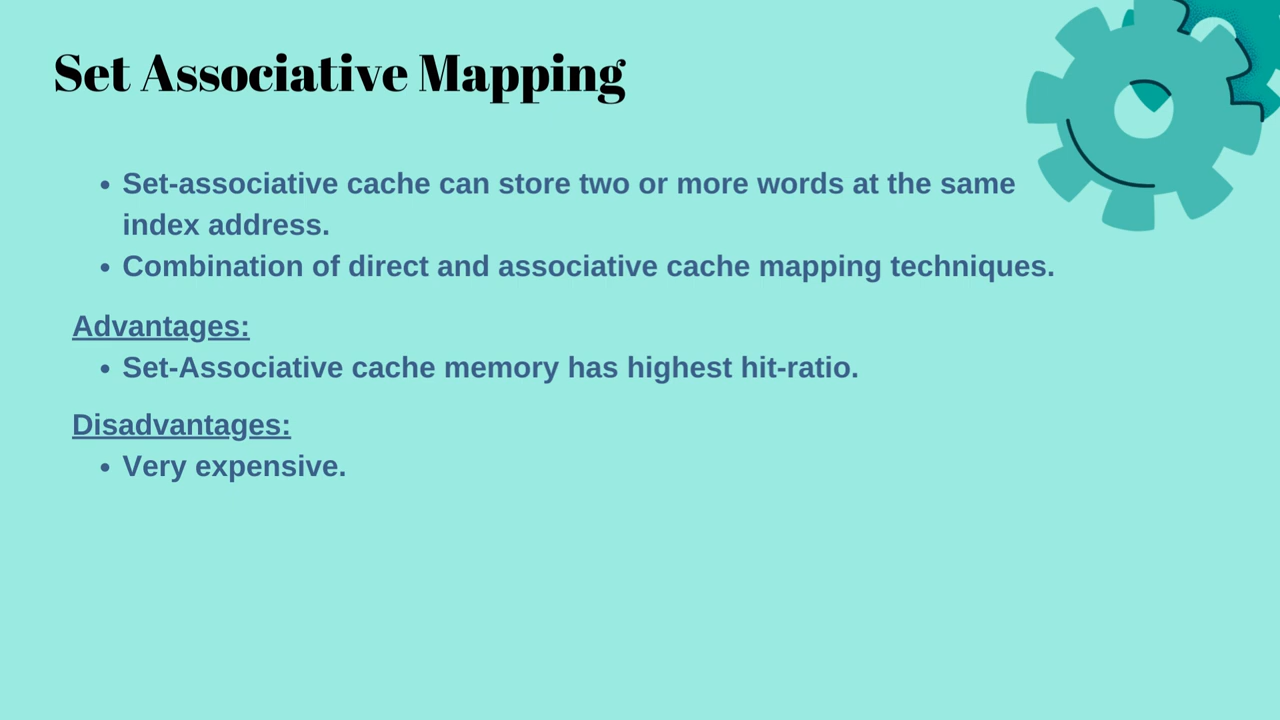 Set Associative Mapping
• Set-associative cache can store two or more words at the same
index address.
• Combination of direct and associative cache mapping techniques.
Advantages:
• Set-Associative cache memory has highest hit-ratio.
Disadvantages:
• Very expensive.